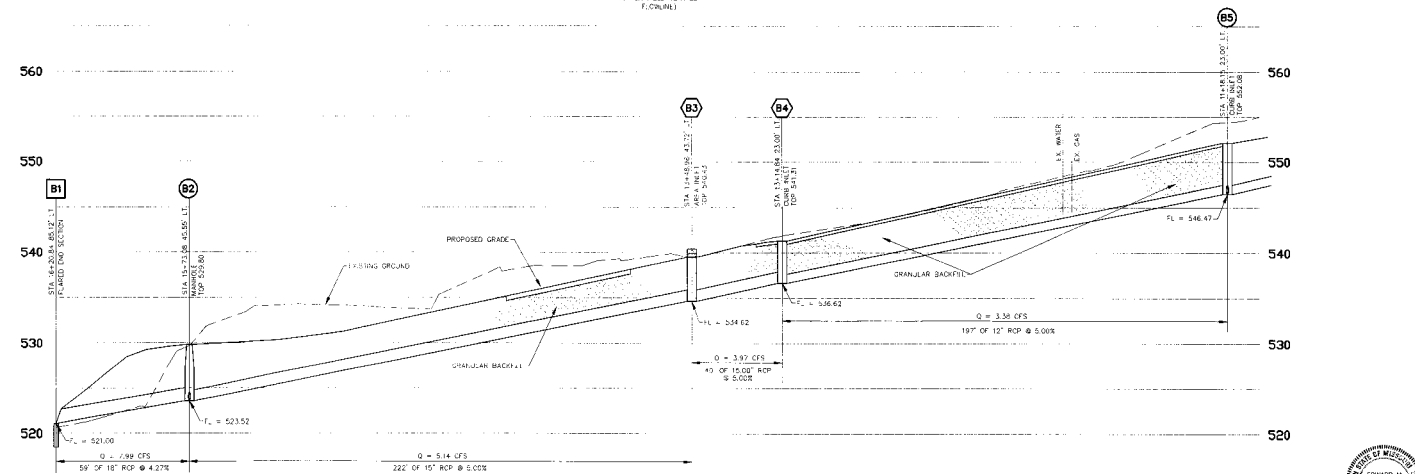 FLOWLINE)
B5
560
560
STA 11+18.15 23.00' LT.
CURB INLET
TOP 552.08
B3
B4
STA 13+48.96 43.72' LT
AREA INLET
TOP 540.43
STA 13+14.84 23.00' LT
CURB INLET
TOP 541.31
EX. WATER
EX. GAS
550
550
B1
B2
STA 16+20.84 85.12' LT
FLARED END SECTION
STA 15+73.08 45.55' LT.
MANHOLE
TOP 529.80
FL = 546.47
PROPOSED GRADE
540
540
EXISTING GROUND
GRANULAR BACKFILL
FL = 536.62
FL = 534.62
Q = 3.38 CFS
197' OF 12" RCP @ 5.00%
530
530
Q = 3.97 CFS
40' OF 15.00" RCP
@ 5.00%
GRANULAR BACKFILL
FL = 523.52
520
520
FL = 521.00
Q = 7.99 CFS
59' OF 18" RCP @ 4.27%
Q = 5.14 CFS
222' OF 15" RCP @ 5.00%
STATE OF MISSOURI
EDWARD M.